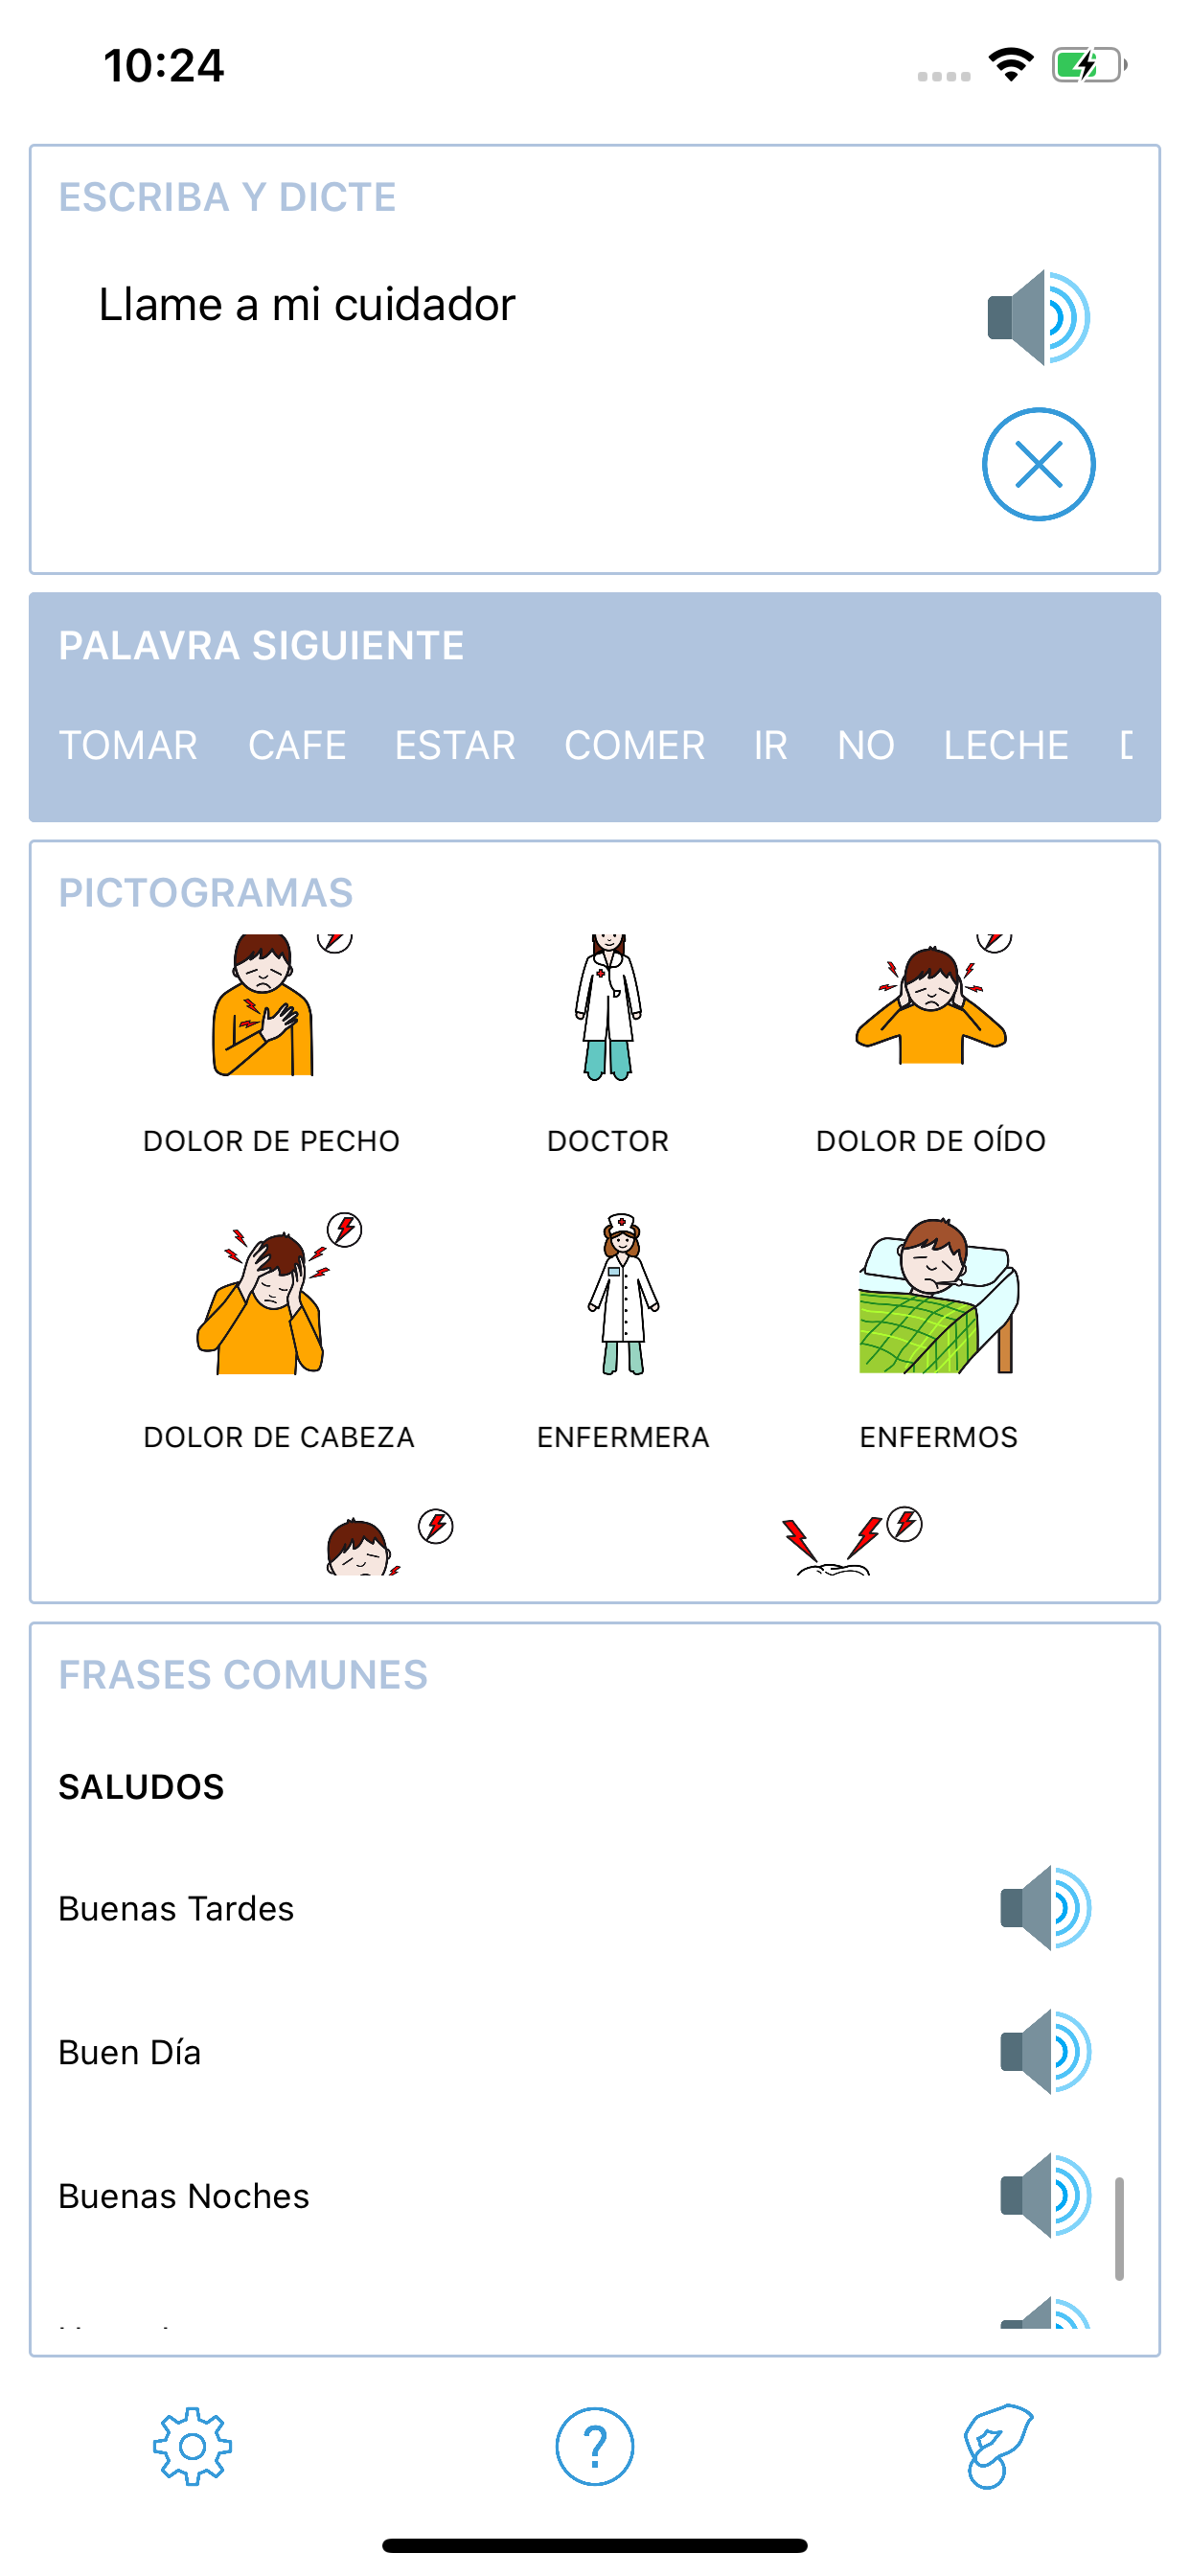 10:24
ESCRIBA Y DICTE
Llame a mi cuidador
PALAVRA SIGUIENTE
TOMAR CAFE ESTAR COMER IR NO LECHE
PICTOGRAMAS
DOLOR DE PECHO DOCTOR DOLOR DE OÍDO
DOLOR DE CABEZA ENFERMERA ENFERMOS
FRASES COMUNES
SALUDOS
Buenas Tardes
Buen Día
Buenas Noches
?